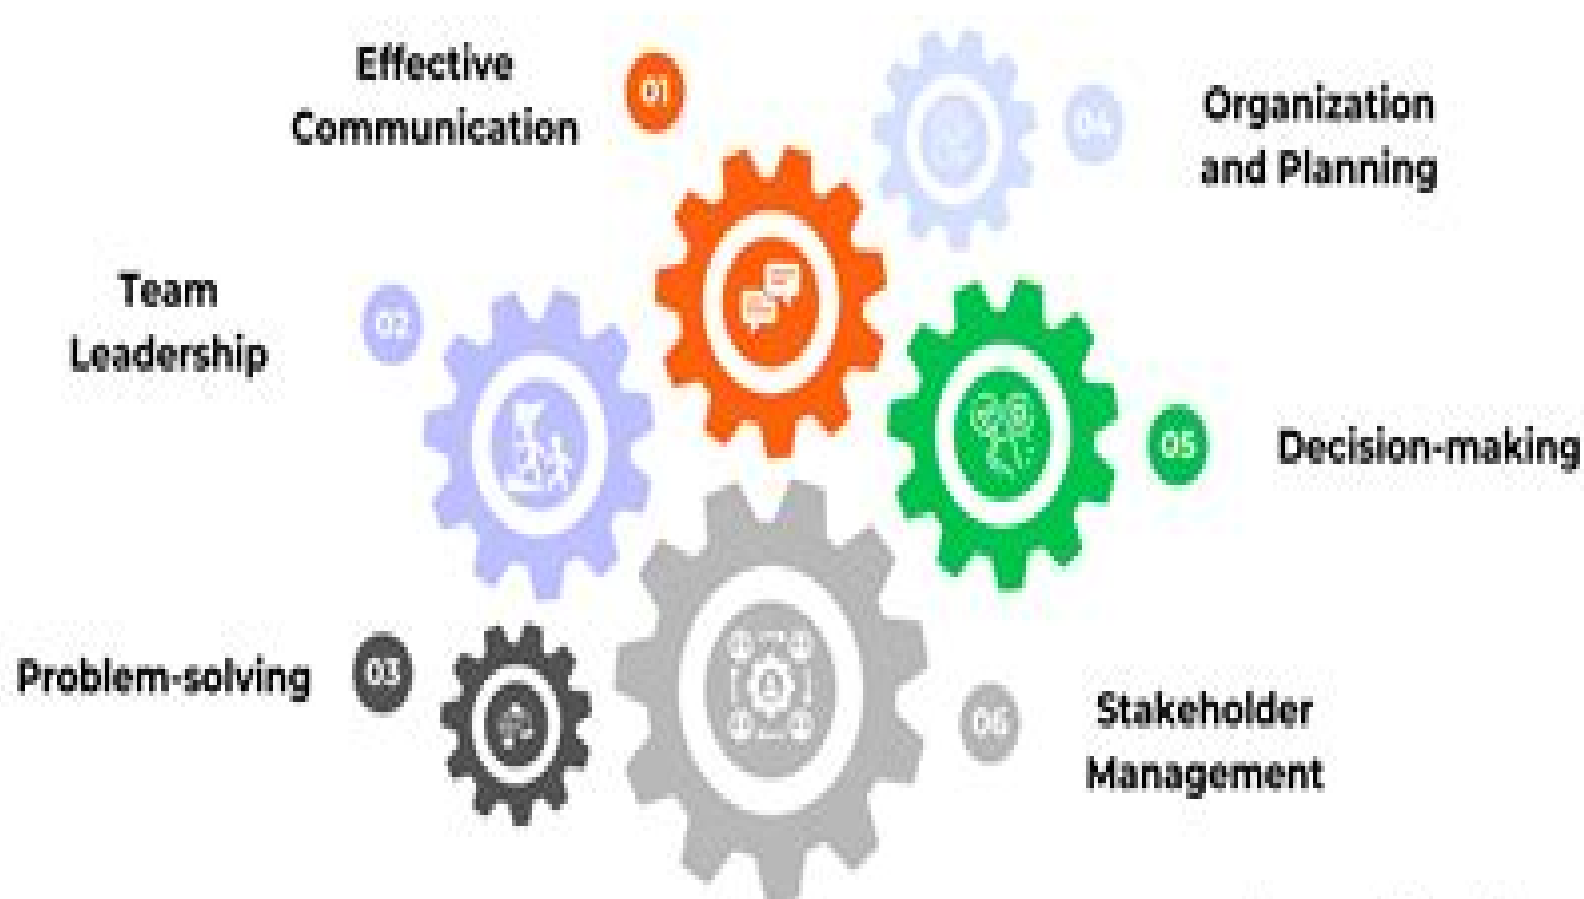 Effective
Communication
01
Team
Leadership
02
Problem-solving
03
04
Organization
and Planning
05
Decision-making
06
Stakeholder
Management